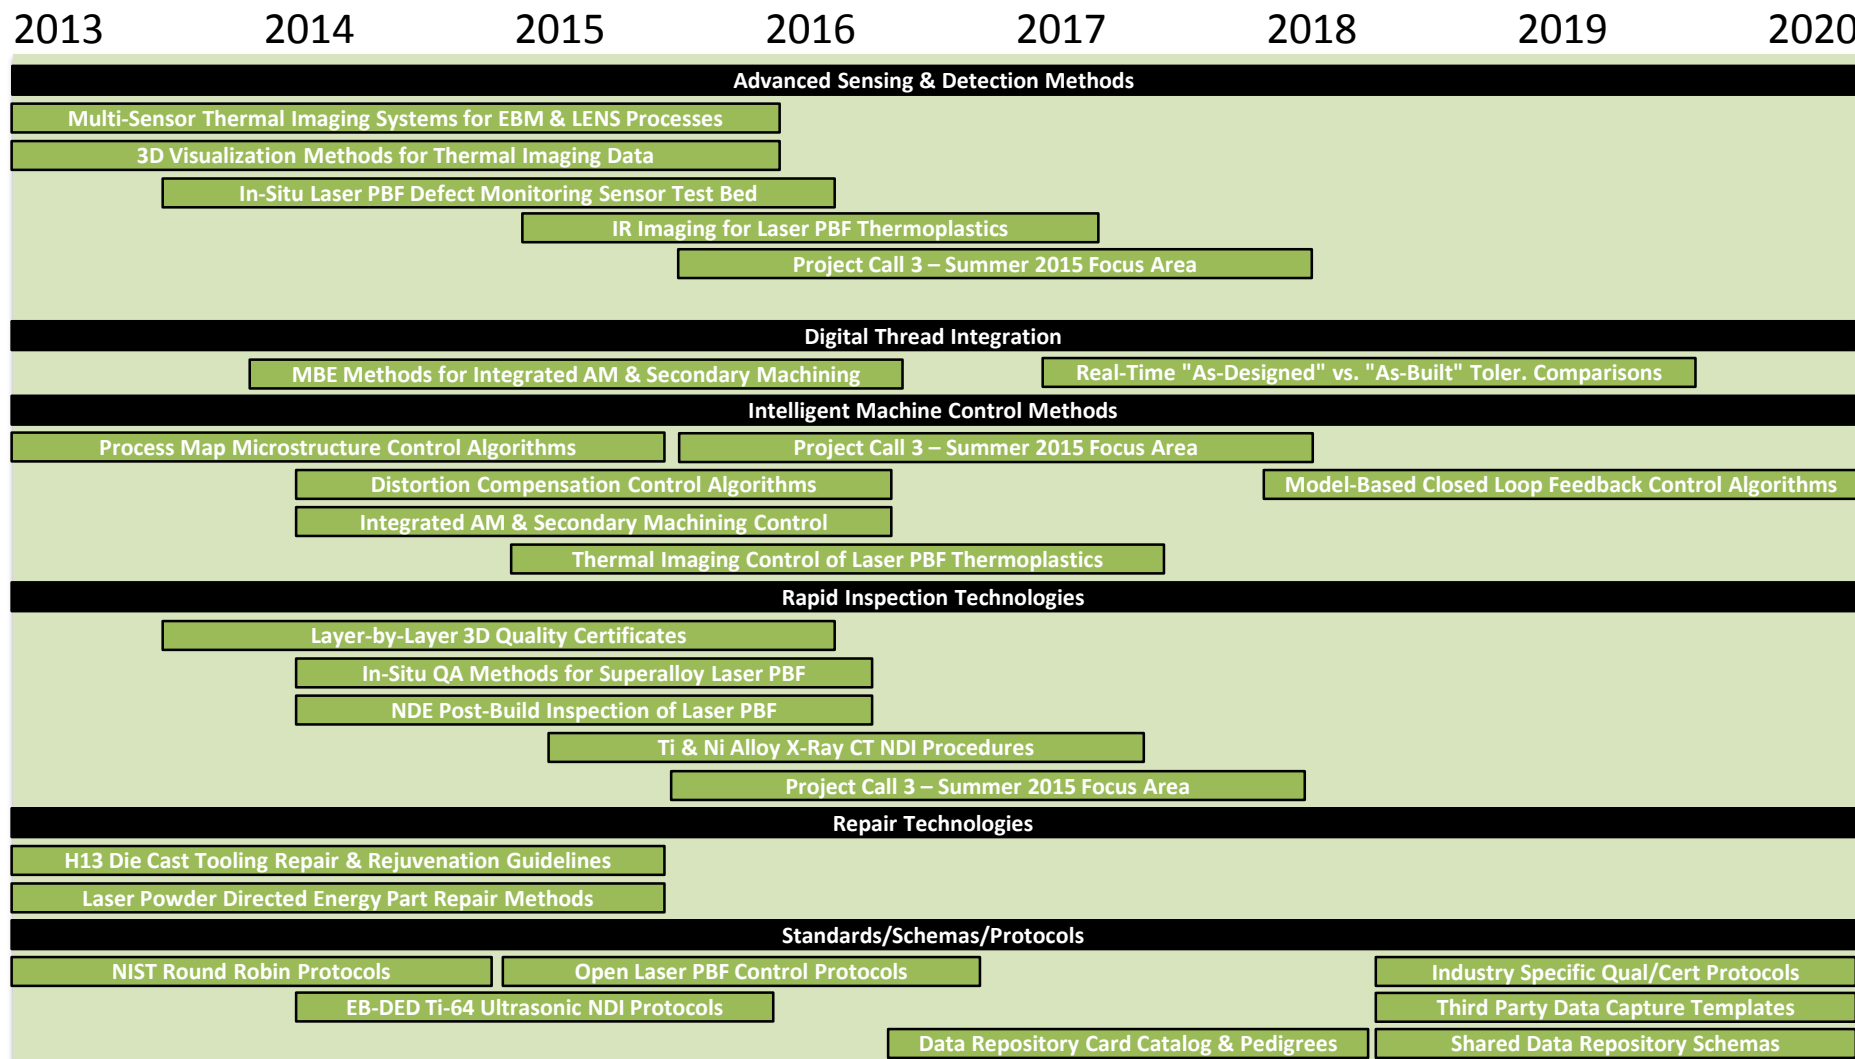 2013 2014 2015 2016 2017 2018 2019 2020
Advanced Sensing & Detection Methods
Multi-Sensor Thermal Imaging Systems for EBM & LENS Processes
3D Visualization Methods for Thermal Imaging Data
In-Situ Laser PBF Defect Monitoring Sensor Test Bed
IR Imaging for Laser PBF Thermoplastics
Project Call 3 – Summer 2015 Focus Area
Digital Thread Integration
MBE Methods for Integrated AM & Secondary Machining
Real-Time "As-Designed" vs. "As-Built" Toler. Comparisons
Intelligent Machine Control Methods
Process Map Microstructure Control Algorithms
Project Call 3 – Summer 2015 Focus Area
Distortion Compensation Control Algorithms
Model-Based Closed Loop Feedback Control Algorithms
Integrated AM & Secondary Machining Control
Thermal Imaging Control of Laser PBF Thermoplastics
Rapid Inspection Technologies
Layer-by-Layer 3D Quality Certificates
In-Situ QA Methods for Superalloy Laser PBF
NDE Post-Build Inspection of Laser PBF
Ti & Ni Alloy X-Ray CT NDI Procedures
Project Call 3 – Summer 2015 Focus Area
Repair Technologies
H13 Die Cast Tooling Repair & Rejuvenation Guidelines
Laser Powder Directed Energy Part Repair Methods
Standards/Schemas/Protocols
NIST Round Robin Protocols
Open Laser PBF Control Protocols
Industry Specific Qual/Cert Protocols
EB-DED Ti-64 Ultrasonic NDI Protocols
Third Party Data Capture Templates
Data Repository Card Catalog & Pedigrees
Shared Data Repository Schemas